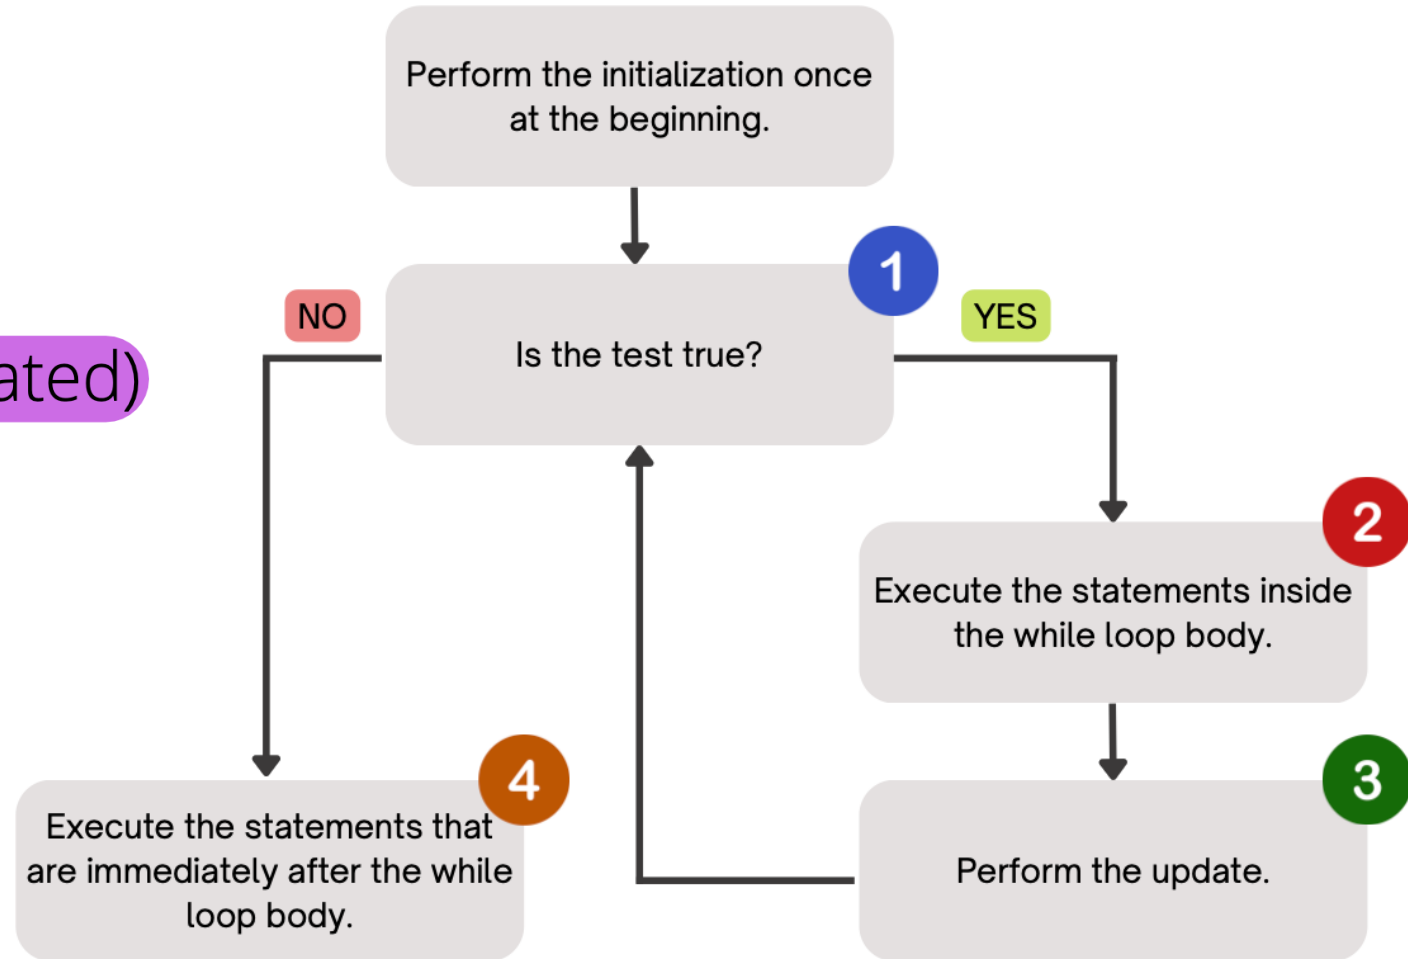 Perform the initialization once
at the beginning.
1
NO
YES
Is the test true?
ated)
2
Execute the statements inside
the while loop body.
4
3
Execute the statements that
are immediately after the while
loop body.
Perform the update.